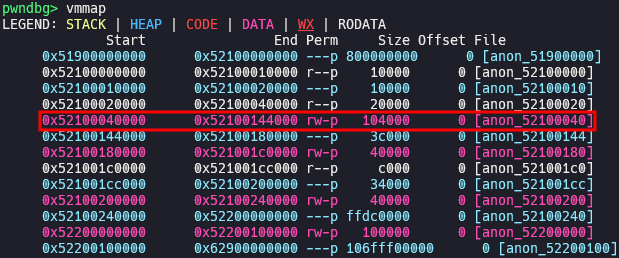 pwndbg> vmmap
LEGEND: STACK | HEAP | CODE | DATA | WX | RODATA
Start End Perm Size Offset File
0x51900000000 0x52100000000 ---p 800000000 0 [anon_51900000]
0x52100000000 0x52100010000 r--p 10000 0 [anon_52100000]
0x52100010000 0x52100020000 ---p 10000 0 [anon_52100010]
0x52100020000 0x52100040000 r--p 20000 0 [anon_52100020]
0x52100040000 0x52100144000 rw-p 104000 0 [anon_52100040]
0x52100144000 0x52100180000 ---p 3c000 0 [anon_52100144]
0x52100180000 0x521001c0000 rw-p 40000 0 [anon_52100180]
0x521001c0000 0x521001cc000 r--p c000 0 [anon_521001c0]
0x521001cc000 0x52100200000 ---p 34000 0 [anon_521001cc]
0x52100200000 0x52100240000 rw-p 40000 0 [anon_52100200]
0x52100240000 0x52200000000 ---p ffdc0000 0 [anon_52100240]
0x52200000000 0x52200100000 rw-p 100000 0 [anon_52200000]
0x52200100000 0x62900000000 ---p 106fff00000 0 [anon_52200100]